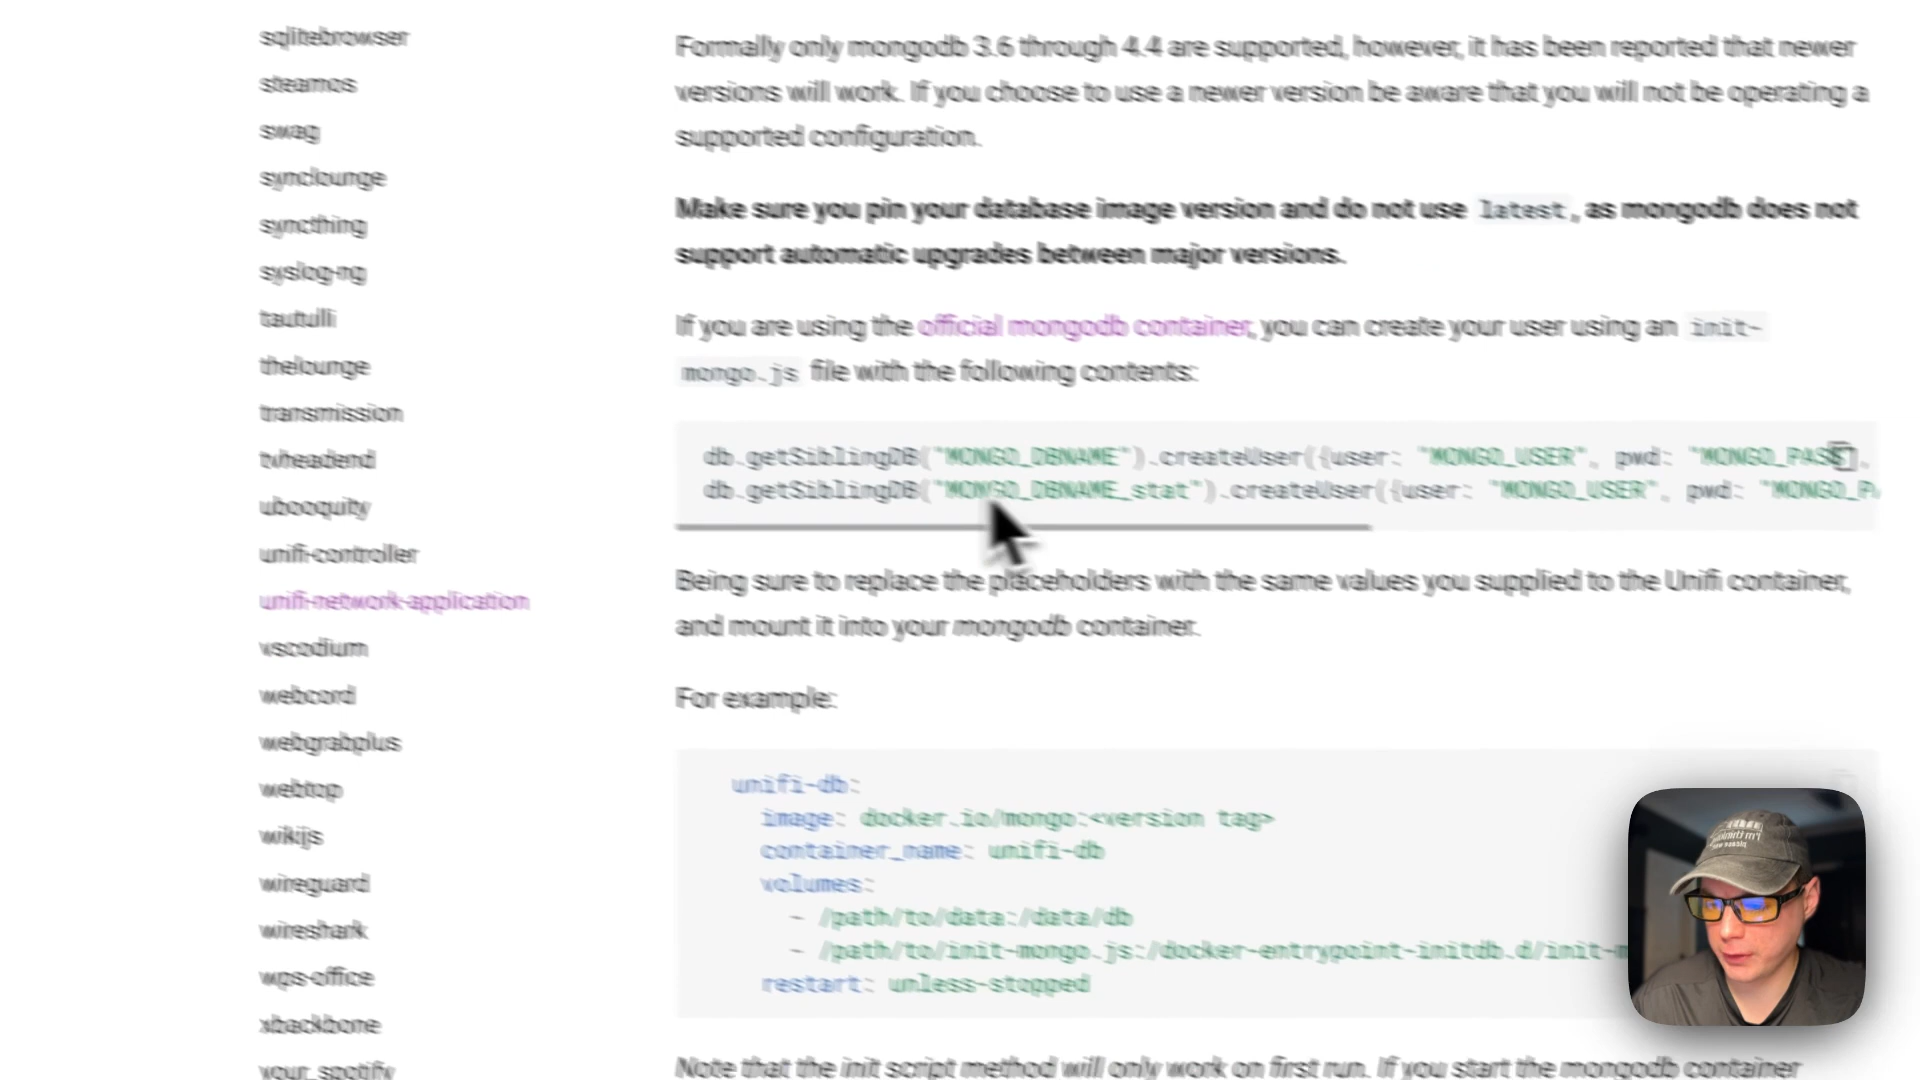 sqlitebrowser
steamos
swag
synclounge
syncthing
syslog-ng
tautulli
thelounge
transmission
tvheadend
ubooquity
unifi-controller
unifi-network-application
vscodium
webcord
webgrabplus
webtop
wikijs
wireguard
wireshark
wps-office
xbackbone
your_spotify
Formally only mongodb 3.6 through 4.4 are supported, however, it has been reported that newer
versions will work. If you choose to use a newer version be aware that you will not be operating a
supported configuration.
Make sure you pin your database image version and do not use latest, as mongodb does not
support automatic upgrades between major versions.
If you are using the official mongodb container, you can create your user using an init-
mongo.js file with the following contents:
db.getSiblingDB("MONGO_DBNAME").createUser({user: "MONGO_USER", pwd: "MONGO_PASS",
db.getSiblingDB("MONGO_DBNAME_stat").createUser({user: "MONGO_USER", pwd: "MONGO_PA
Being sure to replace the placeholders with the same values you supplied to the Unifi container,
and mount it into your mongodb container.
For example:
unifi-db:
image: docker.io/mongo:<version tag>
container_name: unifi-db
volumes:
- /path/to/data:/data/db
- /path/to/init-mongo.js:/docker-entrypoint-initdb.d/init-m
restart: unless-stopped
Note that the init script method will only work on first run. If you start the mongodb container